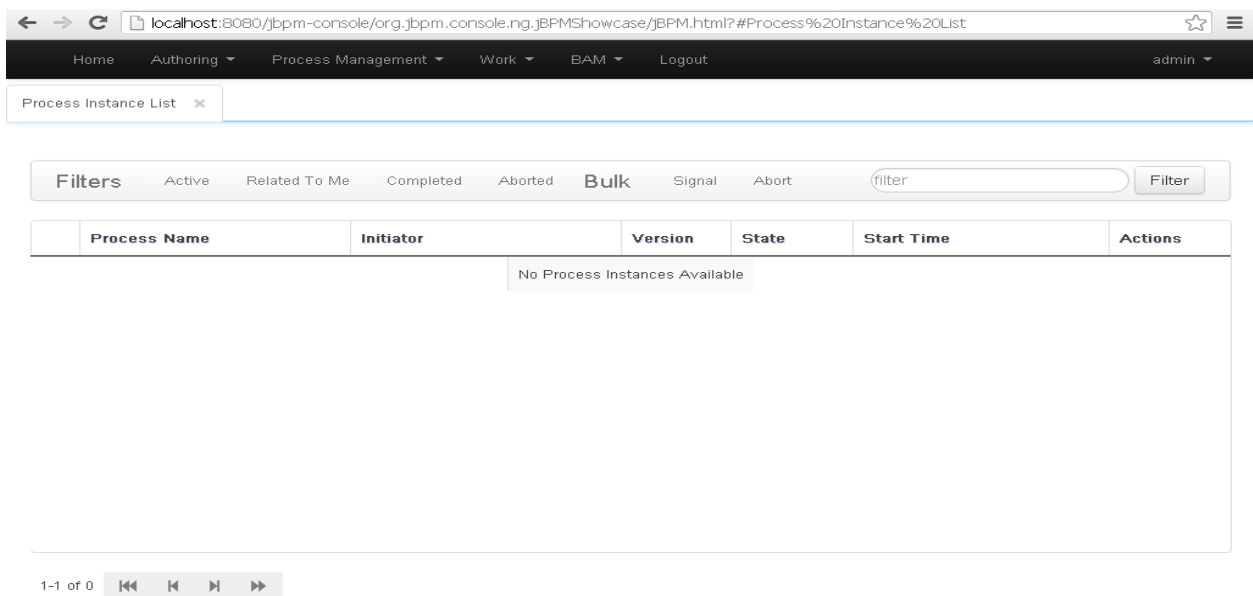 localhost:8080/jbpm-console/org.jbpm.console.ng.jBPMShowcase/jBPM.html?#Process%20Instance%20List
Home Authoring Process Management Work BAM Logout admin
Process Instance List
Filters Active Related To Me Completed Aborted Bulk Signal Abort filter Filter
Process Name Initiator Version State Start Time Actions
No Process Instances Available
1-1 of 0